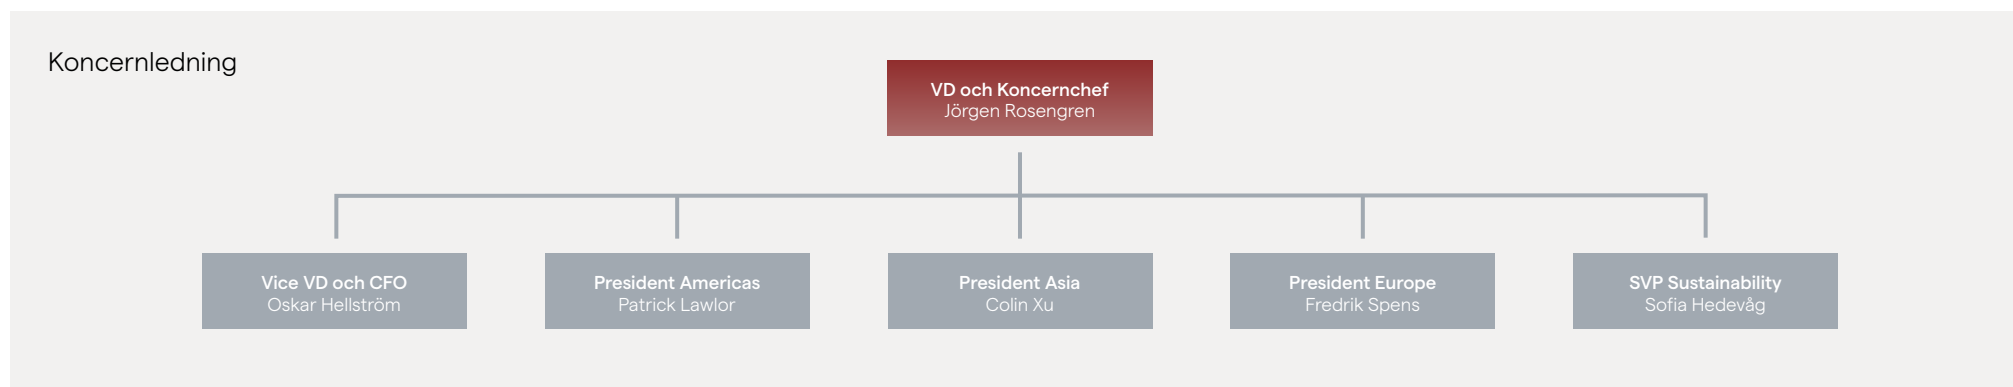 Koncernledning
VD och Koncernchef
Jörgen Rosengren
Vice VD och CFO
Oskar Hellström
President Americas
Patrick Lawlor
President Asia
Colin Xu
President Europe
Fredrik Spens
SVP Sustainability
Sofia Hedevåg